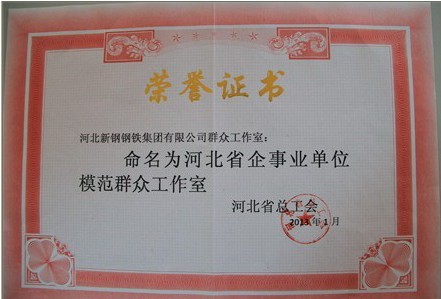 荣誉证书
河北新钢钢铁集团有限公司群众工作室：
命名为河北省企事业单位
模范群众工作室
河北省总工会
2013年1月